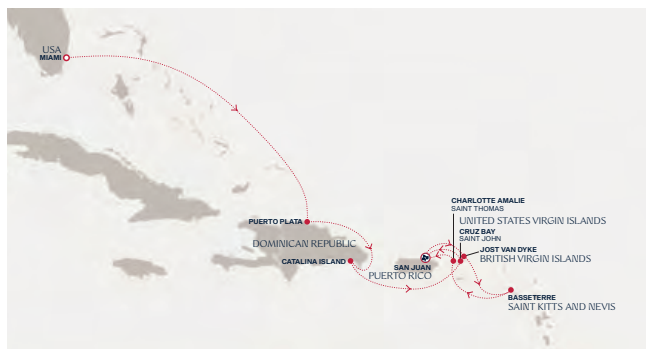 USA
MIAMI
PUERTO PLATA
DOMINICAN REPUBLIC
CATALINA ISLAND
SAN JUAN
PUERTO RICO
CHARLOTTE AMALIE
SAINT THOMAS
UNITED STATES VIRGIN ISLANDS
CRUZ BAY
SAINT JOHN
JOST VAN DYKE
BRITISH VIRGIN ISLANDS
BASSETERRE
SAINT KITTS AND NEVIS